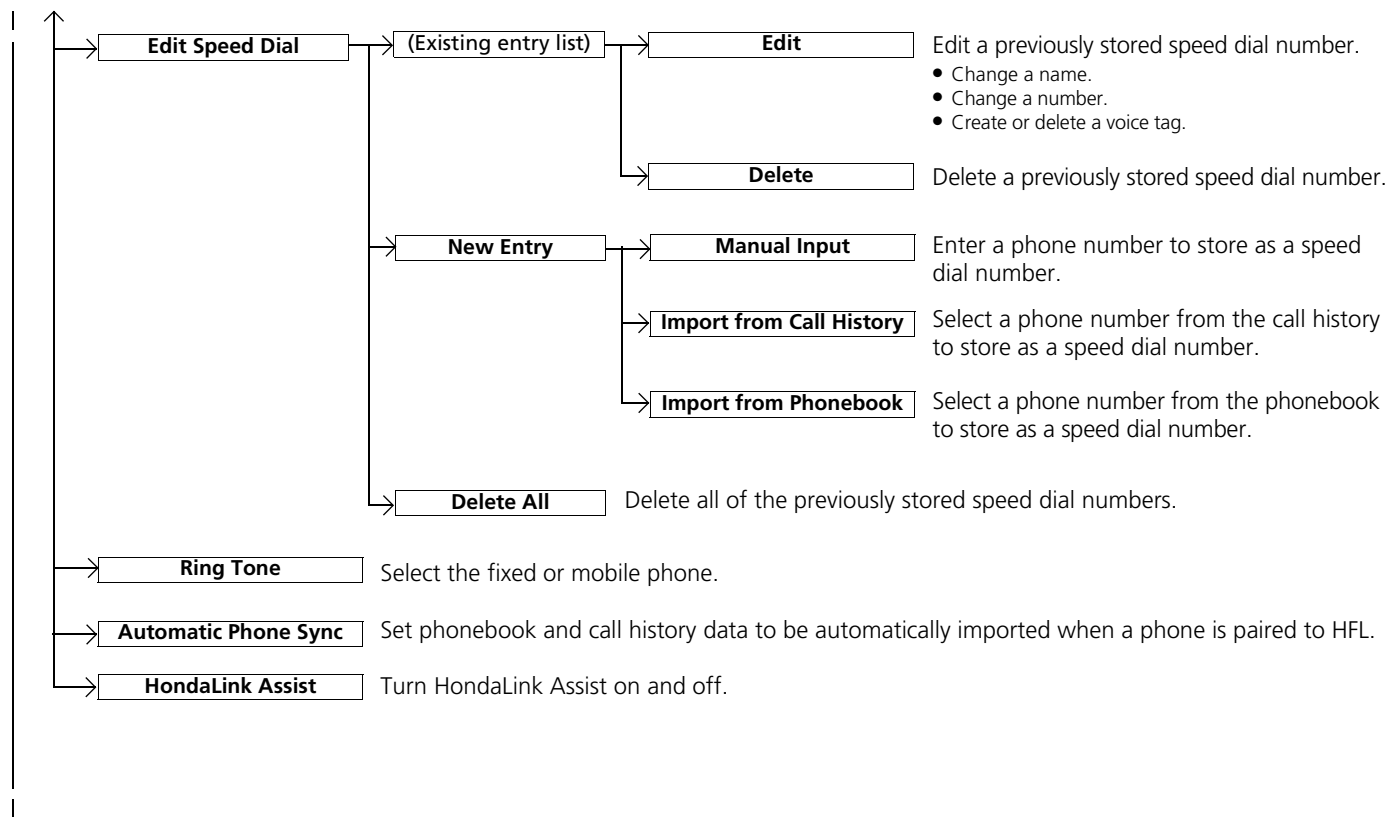 Edit Speed Dial
(Existing entry list)
Edit
Edit a previously stored speed dial number.
● Change a name.
● Change a number.
● Create or delete a voice tag.
Delete
Delete a previously stored speed dial number.
New Entry
Manual Input
Enter a phone number to store as a speed
dial number.
Import from Call History
Select a phone number from the call history
to store as a speed dial number.
Import from Phonebook
Select a phone number from the phonebook
to store as a speed dial number.
Delete All
Delete all of the previously stored speed dial numbers.
Ring Tone
Select the fixed or mobile phone.
Automatic Phone Sync
Set phonebook and call history data to be automatically imported when a phone is paired to HFL.
HondaLink Assist
Turn HondaLink Assist on and off.